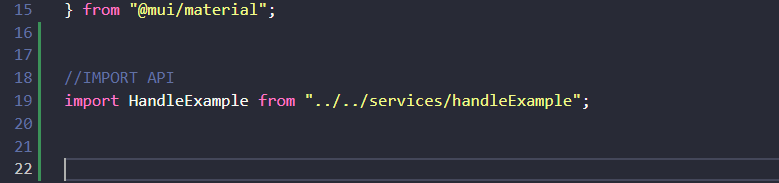 15 } from "@mui/material";
16
17
18 //IMPORT API
19 import HandleExample from "../../services/handleExample";
20
21
22